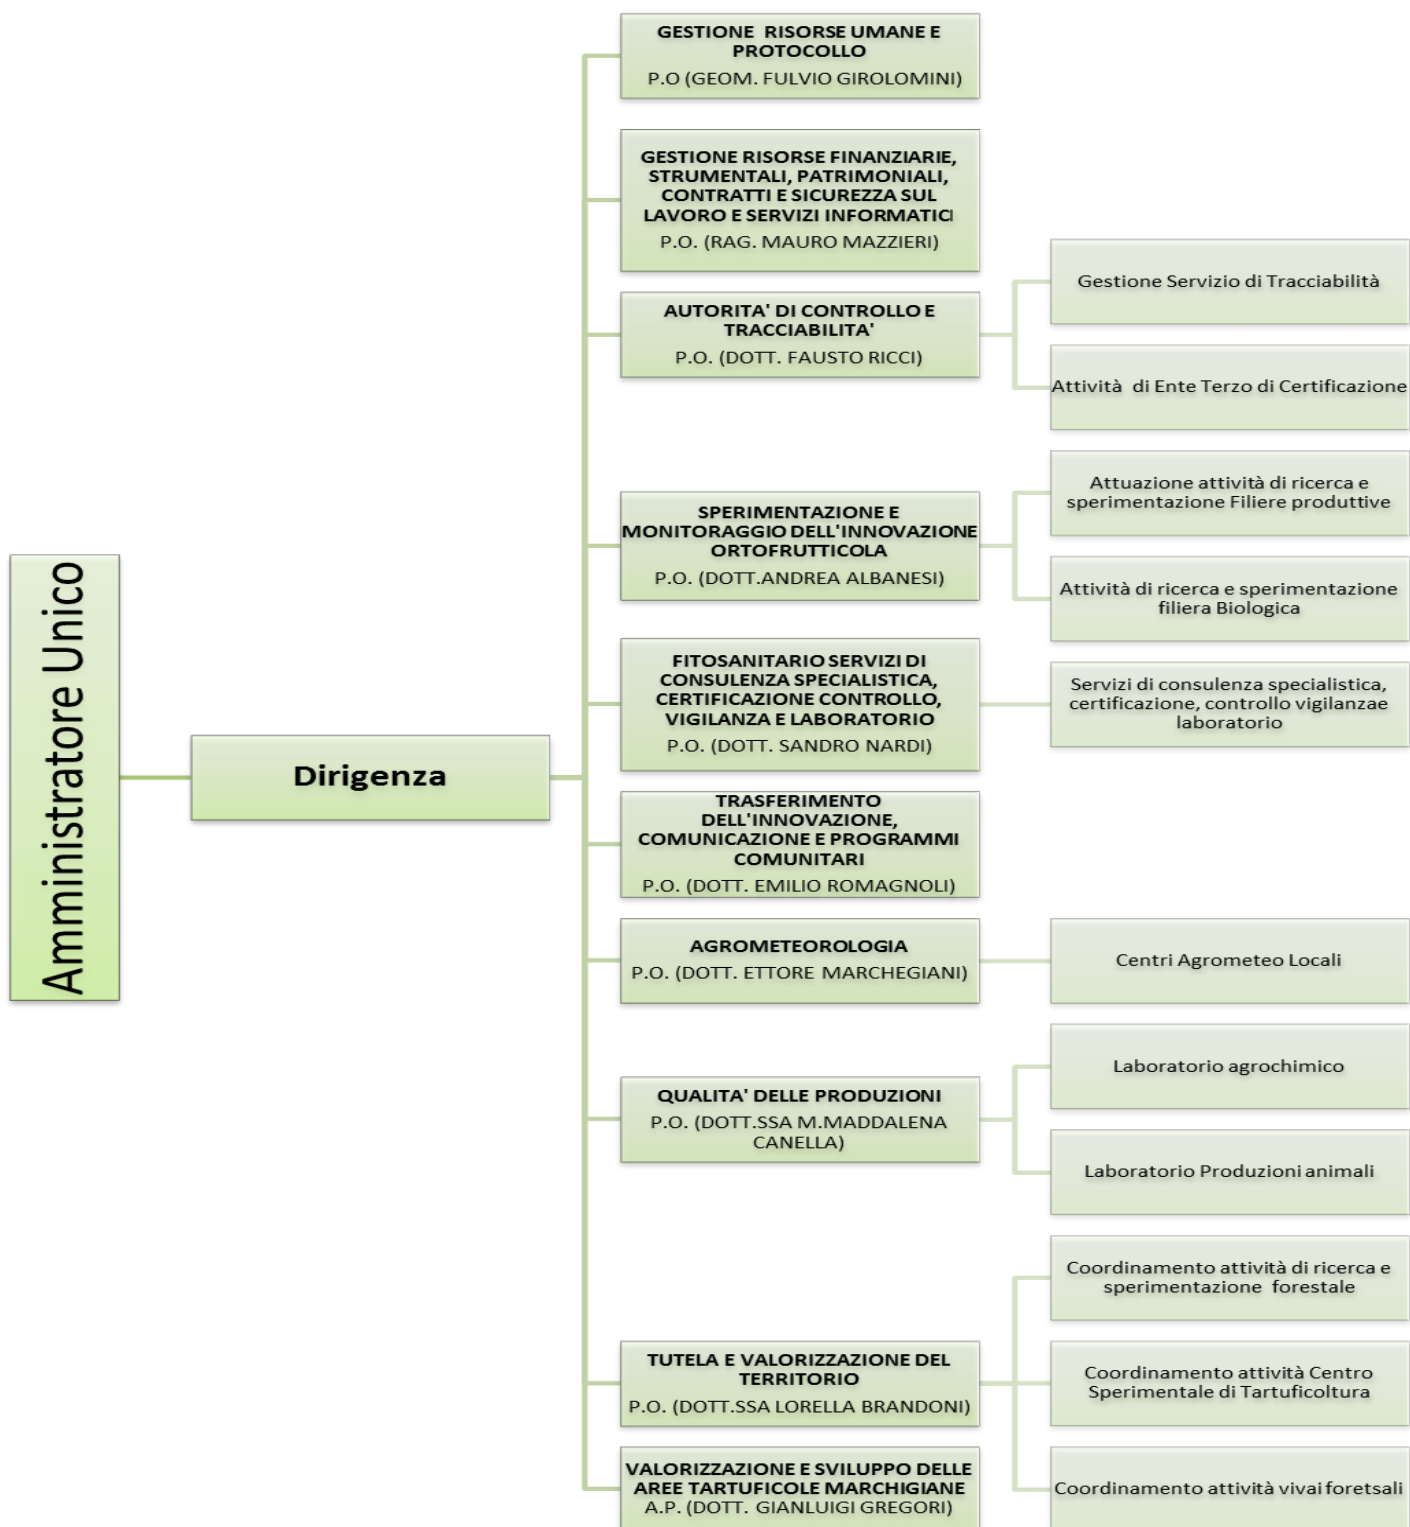 Amministratore Unico
Dirigenza
GESTIONE RISORSE UMANE E
PROTOCOLLO
P.O (GEOM. FULVIO GIROLOMINI)
GESTIONE RISORSE FINANZIARIE,
STRUMENTALI, PATRIMONIALI,
CONTRATTI E SICUREZZA SUL
LAVORO E SERVIZI INFORMATICI
P.O. (RAG. MAURO MAZZIERI)
AUTORITA' DI CONTROLLO E
TRACCIABILITA'
P.O. (DOTT. FAUSTO RICCI)
Gestione Servizio di Tracciabilità
Attività di Ente Terzo di Certificazione
SPERIMENTAZIONE E
MONITORAGGIO DELL'INNOVAZIONE
ORTOFRUTTICOLA
P.O. (DOTT.ANDREA ALBANESI)
Attuazione attività di ricerca e
sperimentazione Filiere produttive
Attività di ricerca e sperimentazione
filiera Biologica
FITOSANITARIO SERVIZI DI
CONSULENZA SPECIALISTICA,
CERTIFICAZIONE CONTROLLO,
VIGILANZA E LABORATORIO
P.O. (DOTT. SANDRO NARDI)
Servizi di consulenza specialistica,
certificazione, controllo vigilanzae
laboratorio
TRASFERIMENTO
DELL'INNOVAZIONE,
COMUNICAZIONE E PROGRAMMI
COMUNITARI
P.O. (DOTT. EMILIO ROMAGNOLI)
AGROMETEOROLOGIA
P.O. (DOTT. ETTORE MARCHEGIANI)
Centri Agrometeo Locali
QUALITA' DELLE PRODUZIONI
P.O. (DOTT.SSA M.MADDALENA
CANELLA)
Laboratorio agrochimico
Laboratorio Produzioni animali
TUTELA E VALORIZZAZIONE DEL
TERRITORIO
P.O. (DOTT.SSA LORELLA BRANDONI)
Coordinamento attività di ricerca e
sperimentazione forestale
Coordinamento attività Centro
Sperimentale di Tartuficoltura
Coordinamento attività vivai foretsali
VALORIZZAZIONE E SVILUPPO DELLE
AREE TARTUFICOLE MARCHIGIANE
A.P. (DOTT. GIANLUIGI GREGORI)